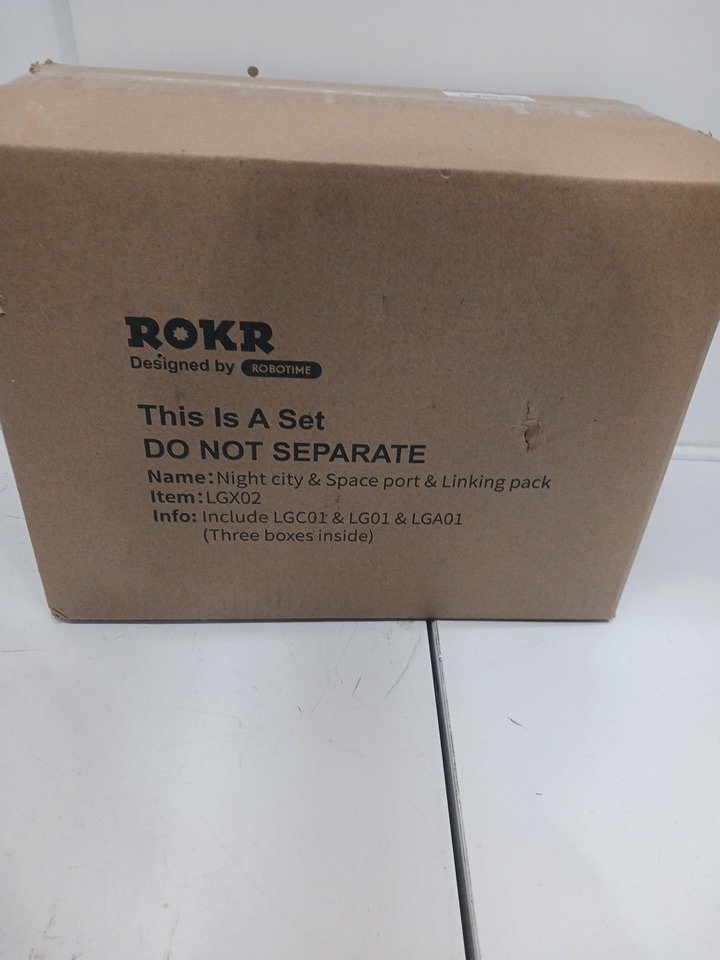 ROKR
Designed by ROBOTIME
This Is A Set
DO NOT SEPARATE
Name:Night city & Space port & Linking pack
Item:LGX02
Info: Include LGC01 & LG01 & LGA01
(Three boxes inside)